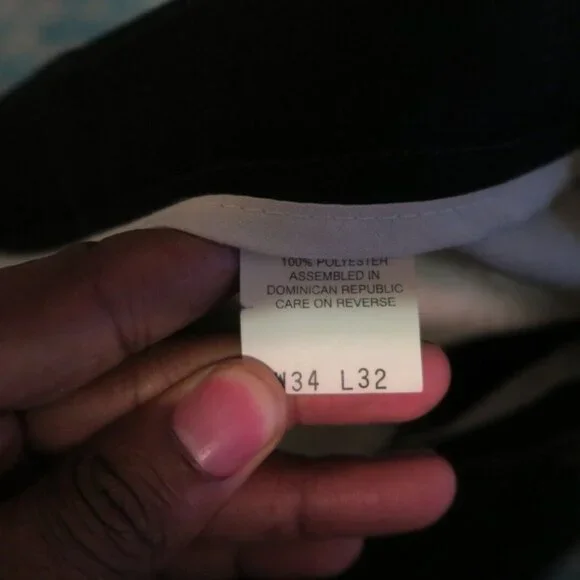 100% POLYESTER
ASSEMBLED IN
DOMINICAN REPUBLIC
CARE ON REVERSE
W34 L32